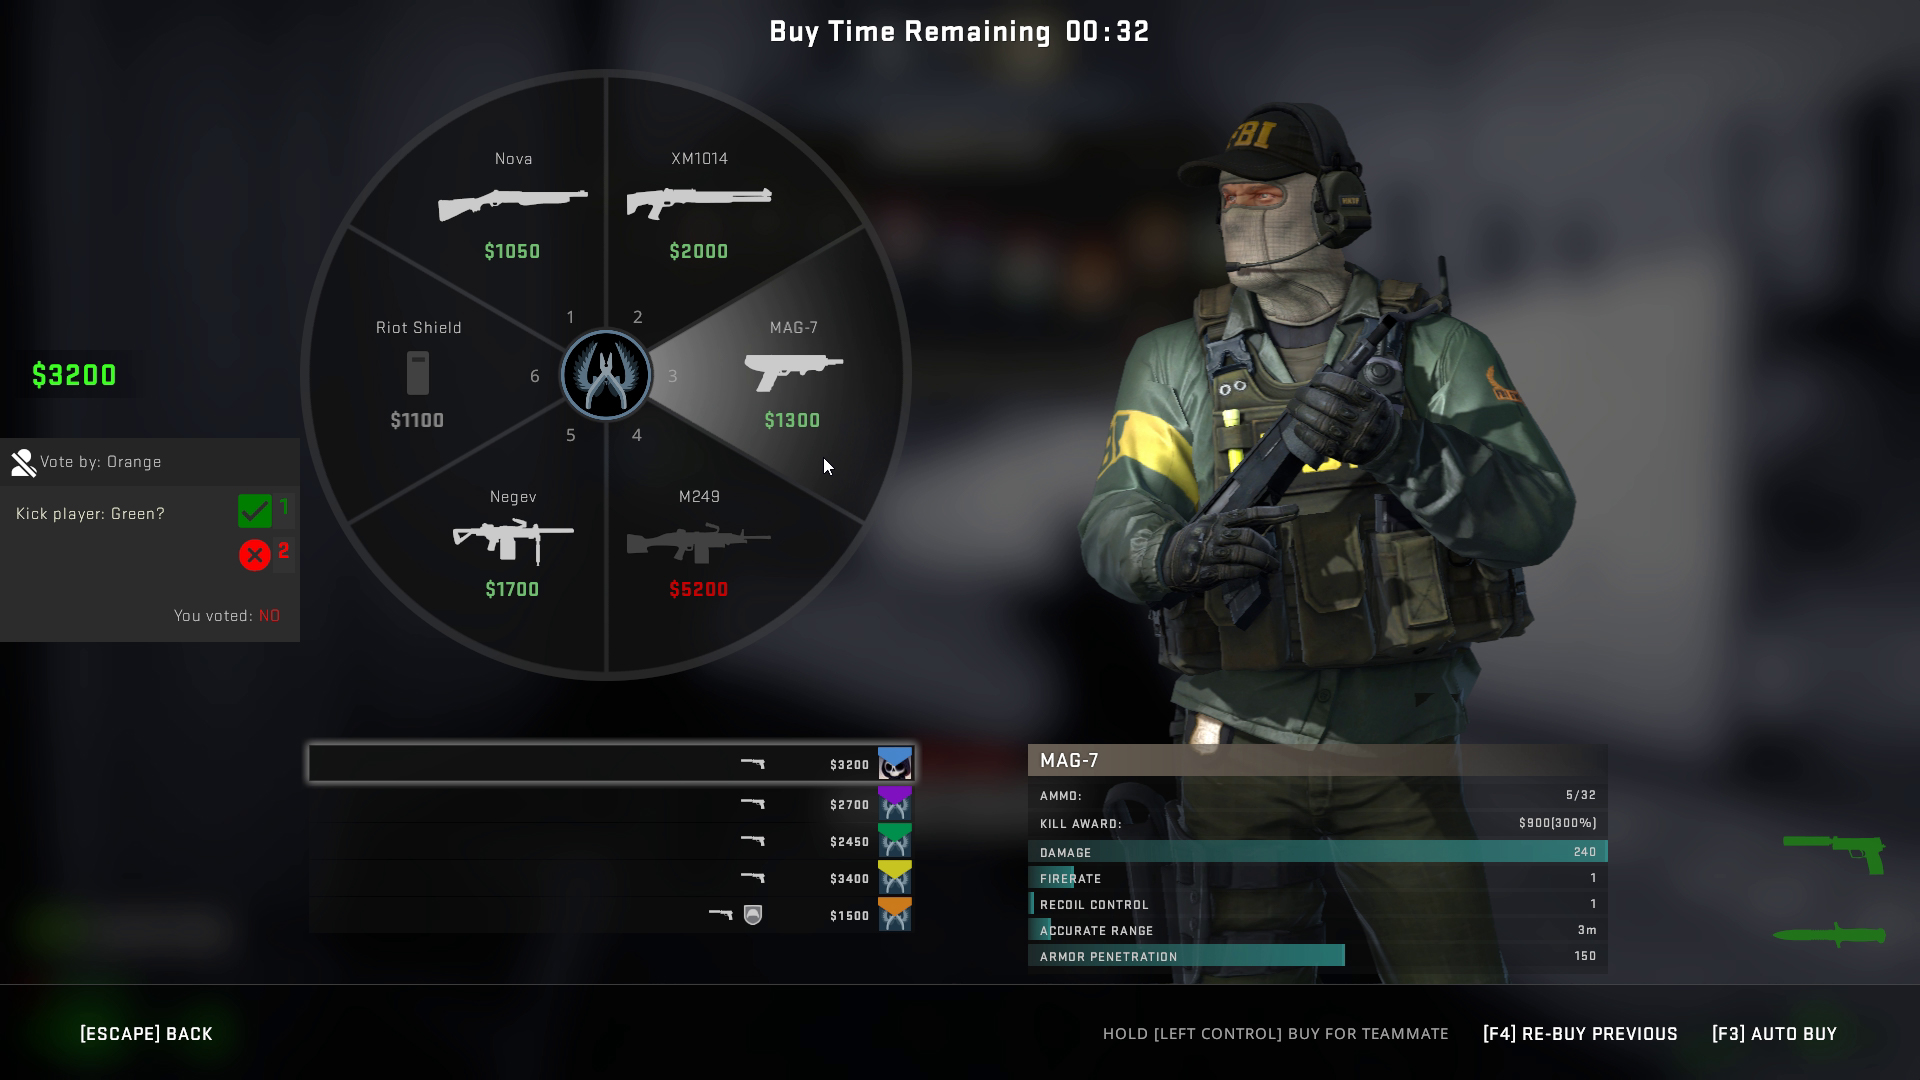 Buy Time Remaining 00:32
Nova
$1050
XM1014
$2000
Riot Shield
$1100
MAG-7
$1300
Negev
$1700
M249
$5200
1
2
3
4
5
6
$3200
Vote by: Orange
Kick player: Green?
1
2
You voted: NO
FBI
$3200
$2700
$2450
$3400
$1500
MAG-7
AMMO: 5/32
KILL AWARD: $900(300%)
DAMAGE 240
FIRERATE 1
RECOIL CONTROL 1
ACCURATE RANGE 3m
ARMOR PENETRATION 150
[ESCAPE] BACK
HOLD [LEFT CONTROL] BUY FOR TEAMMATE
[F4] RE-BUY PREVIOUS
[F3] AUTO BUY